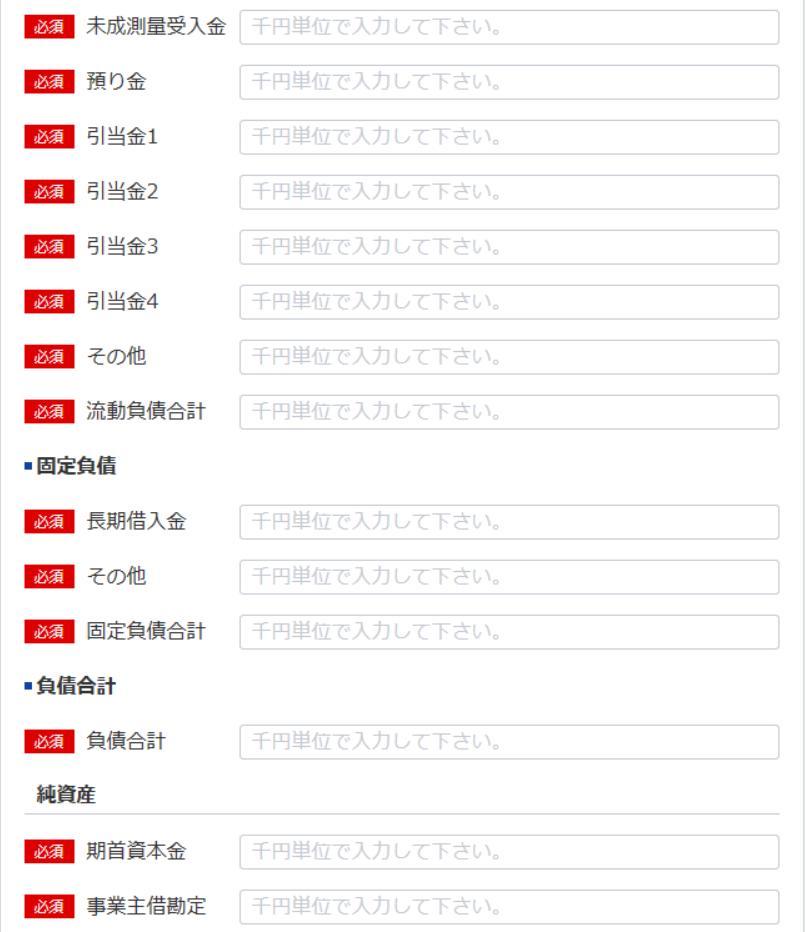 必須 未成測量受入金 千円単位で入力して下さい。
必須 預り金 千円単位で入力して下さい。
必須 引当金1 千円単位で入力して下さい。
必須 引当金2 千円単位で入力して下さい。
必須 引当金3 千円単位で入力して下さい。
必須 引当金4 千円単位で入力して下さい。
必須 その他 千円単位で入力して下さい。
必須 流動負債合計 千円単位で入力して下さい。
固定負債
必須 長期借入金 千円単位で入力して下さい。
必須 その他 千円単位で入力して下さい。
必須 固定負債合計 千円単位で入力して下さい。
負債合計
必須 負債合計 千円単位で入力して下さい。
純資産
必須 期首資本金 千円単位で入力して下さい。
必須 事業主借勘定 千円単位で入力して下さい。